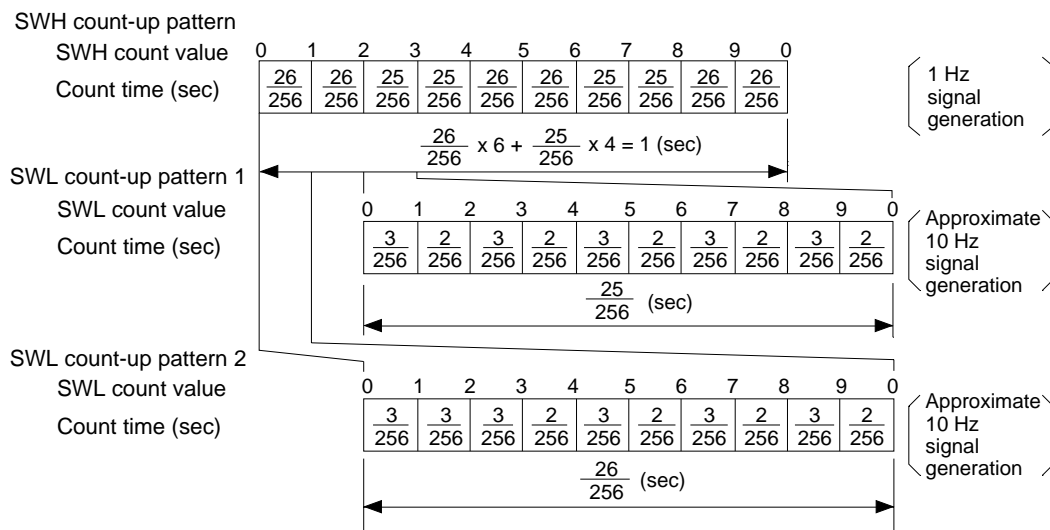 SWH count-up pattern
SWH count value 0 1 2 3 4 5 6 7 8 9 0
Count time (sec) 26/256 26/256 25/256 25/256 26/256 26/256 25/256 25/256 26/256 26/256
1 Hz
signal
generation
26/256 x 6 + 25/256 x 4 = 1 (sec)
SWL count-up pattern 1
SWL count value 0 1 2 3 4 5 6 7 8 9 0
Count time (sec) 3/256 2/256 3/256 2/256 3/256 2/256 3/256 2/256 3/256 2/256
Approximate
10 Hz
signal
generation
25/256 (sec)
SWL count-up pattern 2
SWL count value 0 1 2 3 4 5 6 7 8 9 0
Count time (sec) 3/256 3/256 3/256 2/256 3/256 2/256 3/256 2/256 3/256 2/256
Approximate
10 Hz
signal
generation
26/256 (sec)